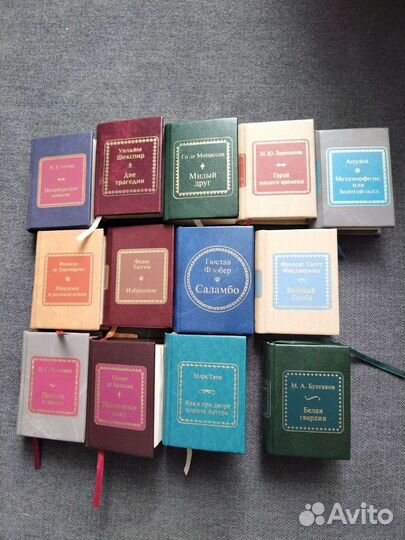 Н. В. Гоголь
Петербургские
повести
Уильям
Шекспир
Две
трагедии
Ги де Мопассан
Милый
друг
М. Ю. Лермонтов
Герой
нашего времени
Апулей
Метаморфозы
или
Золотой осел
Франсуа
де Ларошфуко
Максимы
и размышления
Федор
Тютчев
Избранное
Гюстав
Флобер
Саламбо
Фрэнсис Скотт
Фицджеральд
Великий
Гэтсби
Оноре
де Бальзак
Шагреневая
кожа
Марк Твен
Янки при дворе
короля Артура
М. А. Булгаков
Белая
гвардия
Avito